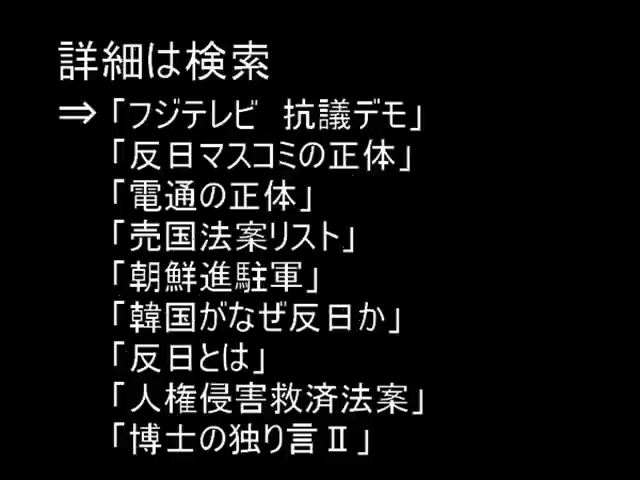 詳細は検索
⇒「フジテレビ　抗議デモ」
「反日マスコミの正体」
「電通の正体」
「売国法案リスト」
「朝鮮進駐軍」
「韓国がなぜ反日か」
「反日とは」
「人権侵害救済法案」
「博士の独り言Ⅱ」